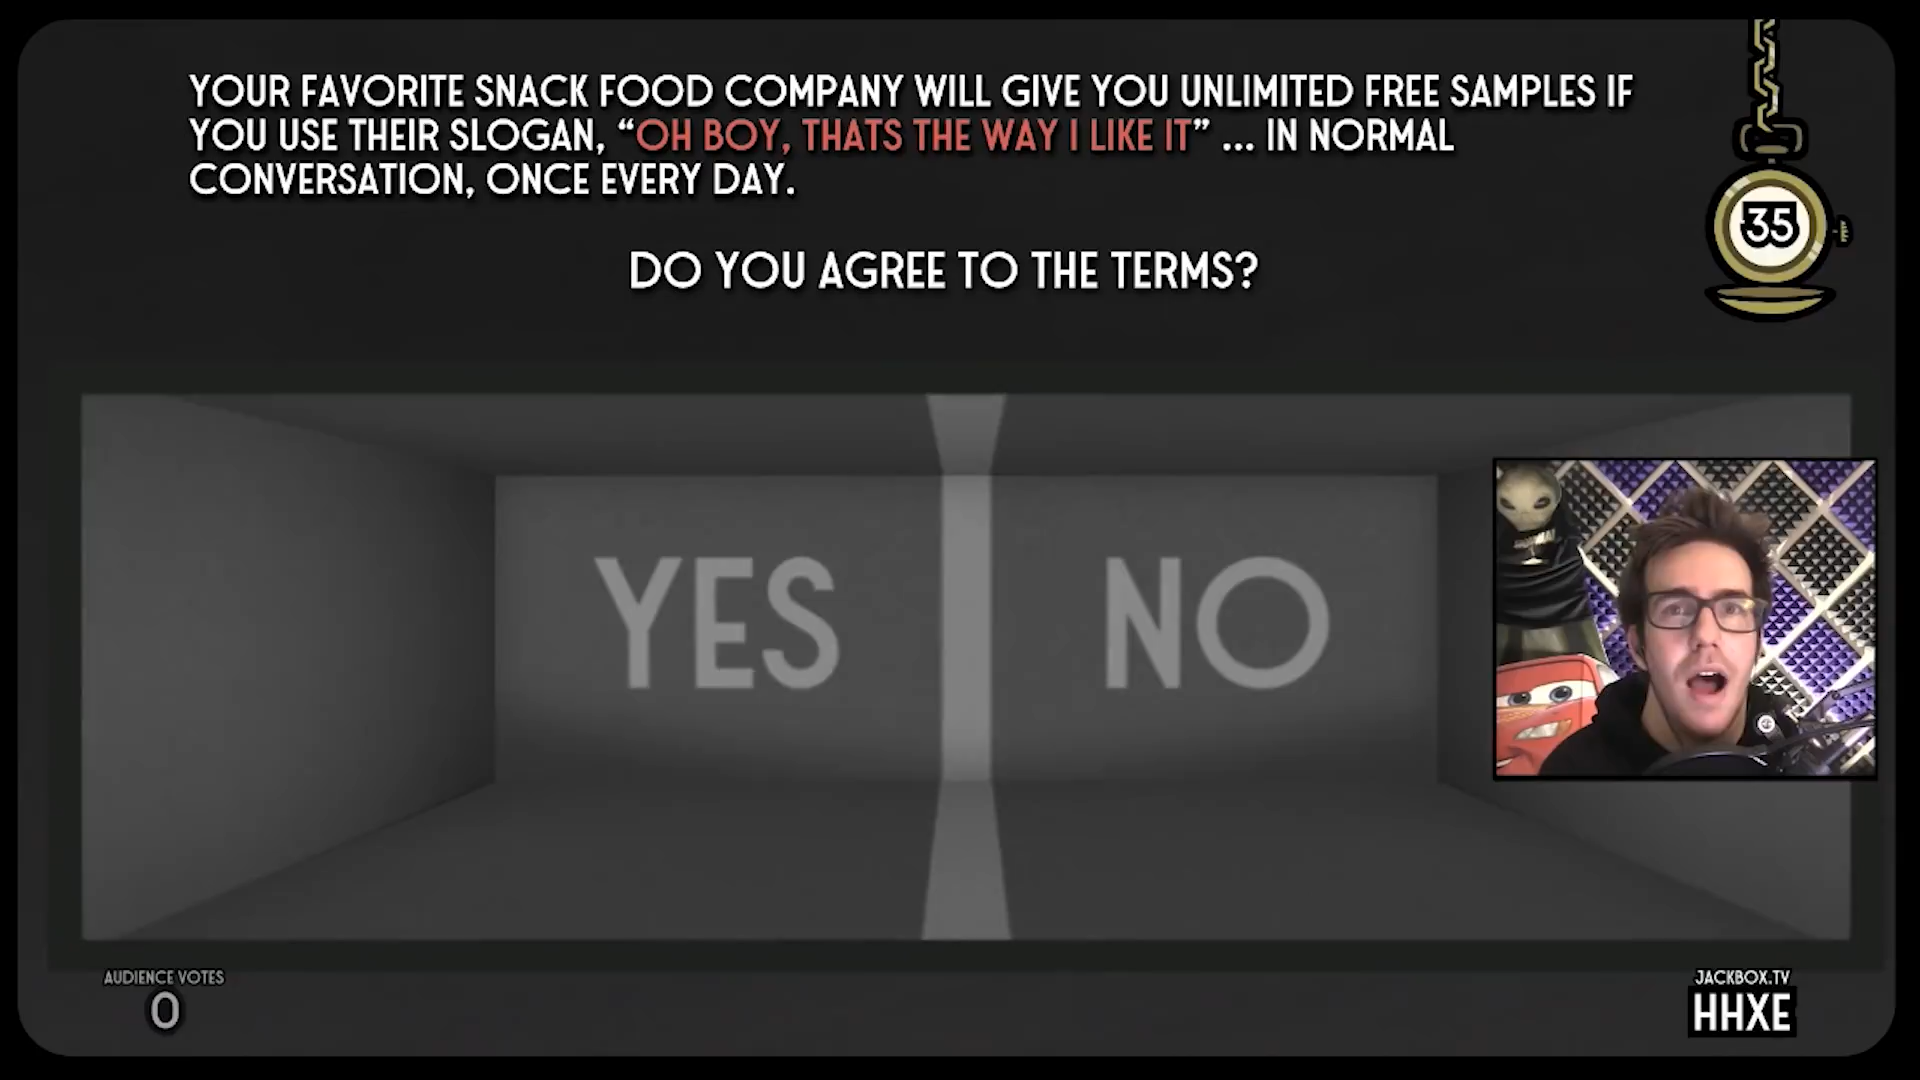 YOUR FAVORITE SNACK FOOD COMPANY WILL GIVE YOU UNLIMITED FREE SAMPLES IF
YOU USE THEIR SLOGAN, “OH BOY, THATS THE WAY I LIKE IT” ... IN NORMAL
CONVERSATION, ONCE EVERY DAY.
35
DO YOU AGREE TO THE TERMS?
YES
NO
AUDIENCE VOTES
0
JACKBOX.TV
HHXE